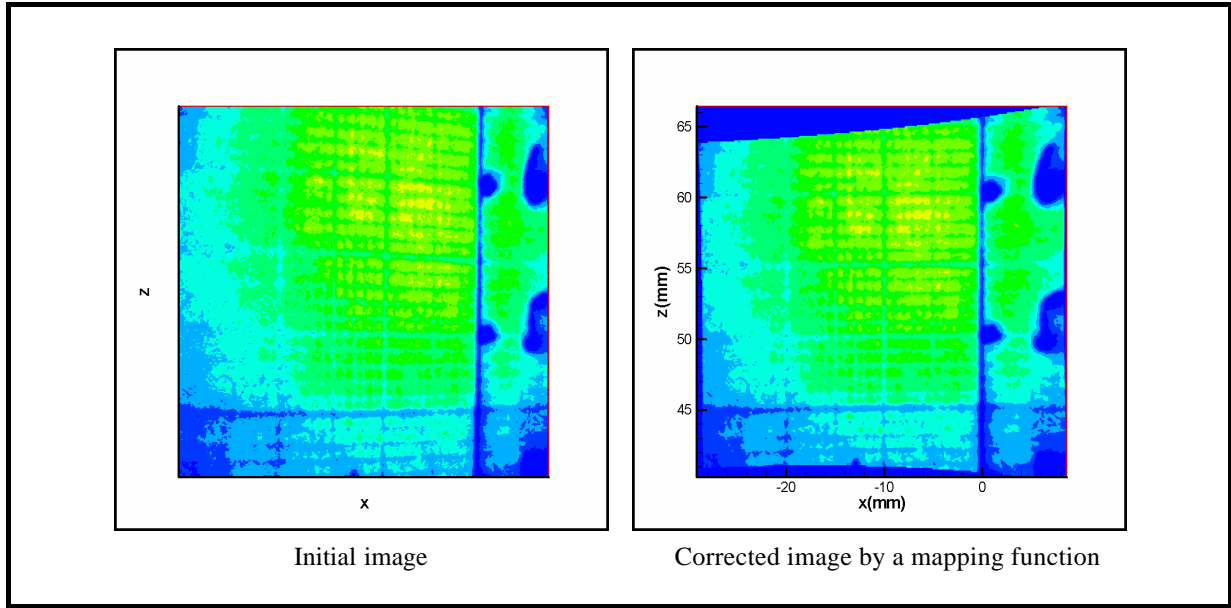 z
x
65
60
55
50
45
z(mm)
-20
-10
0
x(mm)
Initial image
Corrected image by a mapping function